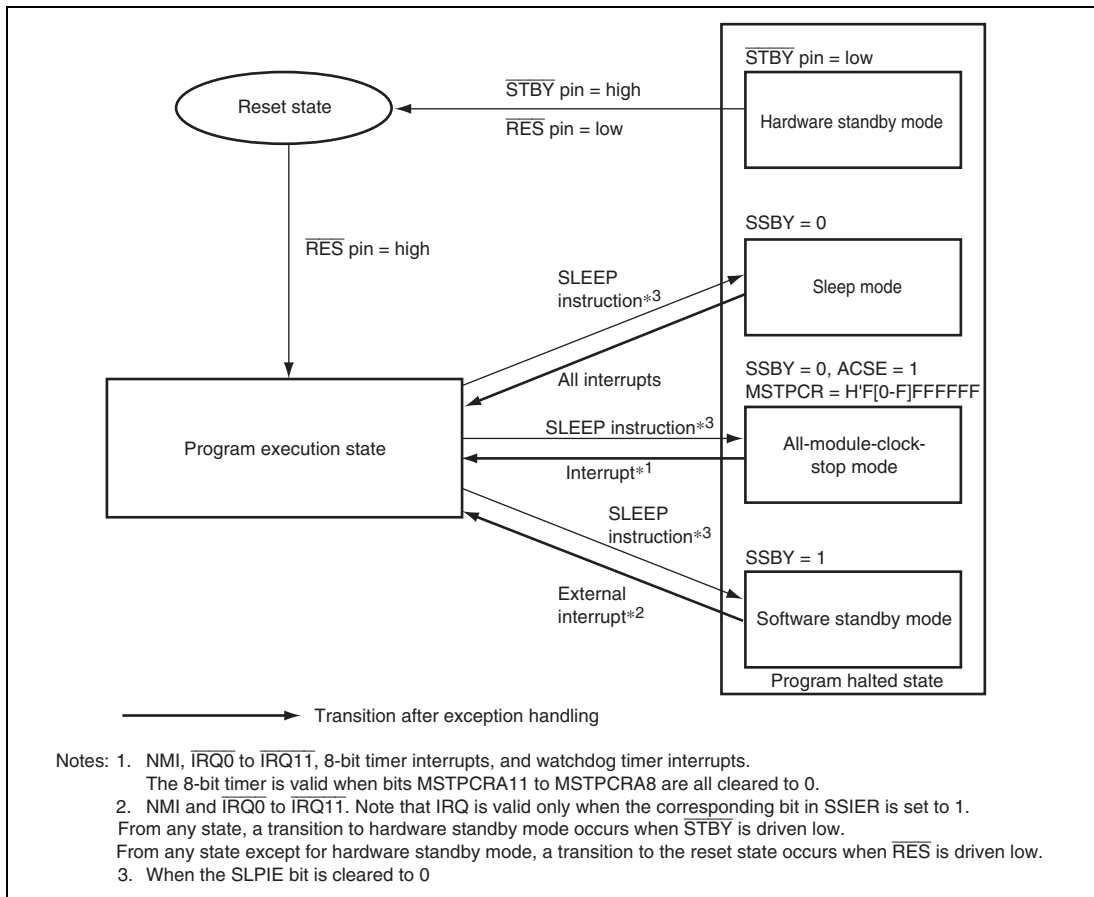 STBY pin = low
Hardware standby mode
STBY pin = high
RES pin = low
Reset state
RES pin = high
SSBY = 0
Sleep mode
SLEEP
instruction*3
All interrupts
SSBY = 0, ACSE = 1
MSTPCR = H'F[0-F]FFFFFF
All-module-clock-
stop mode
SLEEP instruction*3
Interrupt*1
Program execution state
SLEEP
instruction*3
External
interrupt*2
SSBY = 1
Software standby mode
Program halted state
Transition after exception handling
Notes: 1. NMI, IRQ0 to IRQ11, 8-bit timer interrupts, and watchdog timer interrupts.
The 8-bit timer is valid when bits MSTPCRA11 to MSTPCRA8 are all cleared to 0.
2. NMI and IRQ0 to IRQ11. Note that IRQ is valid only when the corresponding bit in SSIER is set to 1.
From any state, a transition to hardware standby mode occurs when STBY is driven low.
From any state except for hardware standby mode, a transition to the reset state occurs when RES is driven low.
3. When the SLPIE bit is cleared to 0